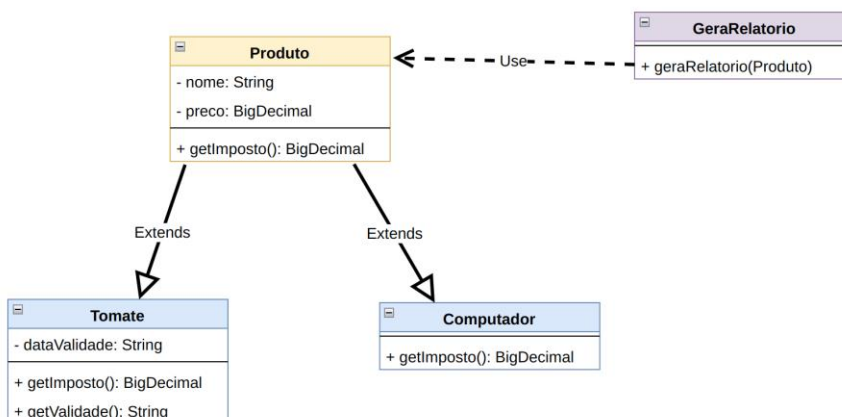 GeraRelatorio
+ geraRelatorio(Produto)
Use
Produto
- nome: String
- preco: BigDecimal
+ getImposto(): BigDecimal
Extends
Extends
Tomate
- dataValidade: String
+ getImposto(): BigDecimal
+ getValidade(): String
Computador
+ getImposto(): BigDecimal